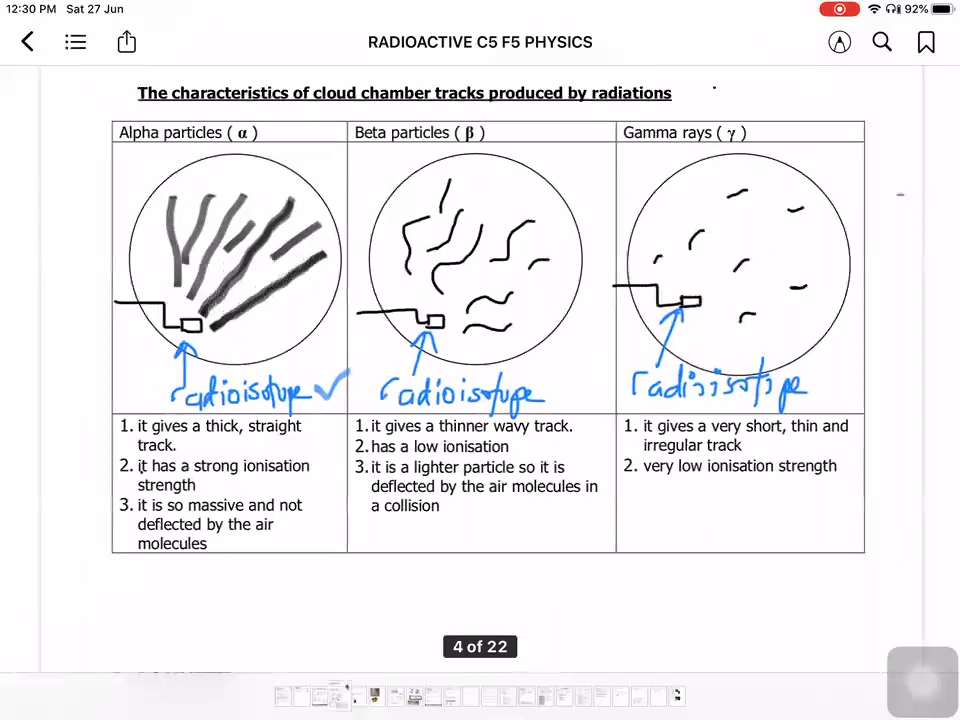 12:30 PM Sat 27 Jun
92%
RADIOACTIVE C5 F5 PHYSICS
The characteristics of cloud chamber tracks produced by radiations
Alpha particles ( α )
Beta particles ( β )
Gamma rays ( γ )
radioisotope
radioisotope
radioisotope
1. it gives a thick, straight
track.
2. it has a strong ionisation
strength
3. it is so massive and not
deflected by the air
molecules
1. it gives a thinner wavy track.
2. has a low ionisation
3. it is a lighter particle so it is
deflected by the air molecules in
a collision
1. it gives a very short, thin and
irregular track
2. very low ionisation strength
4 of 22